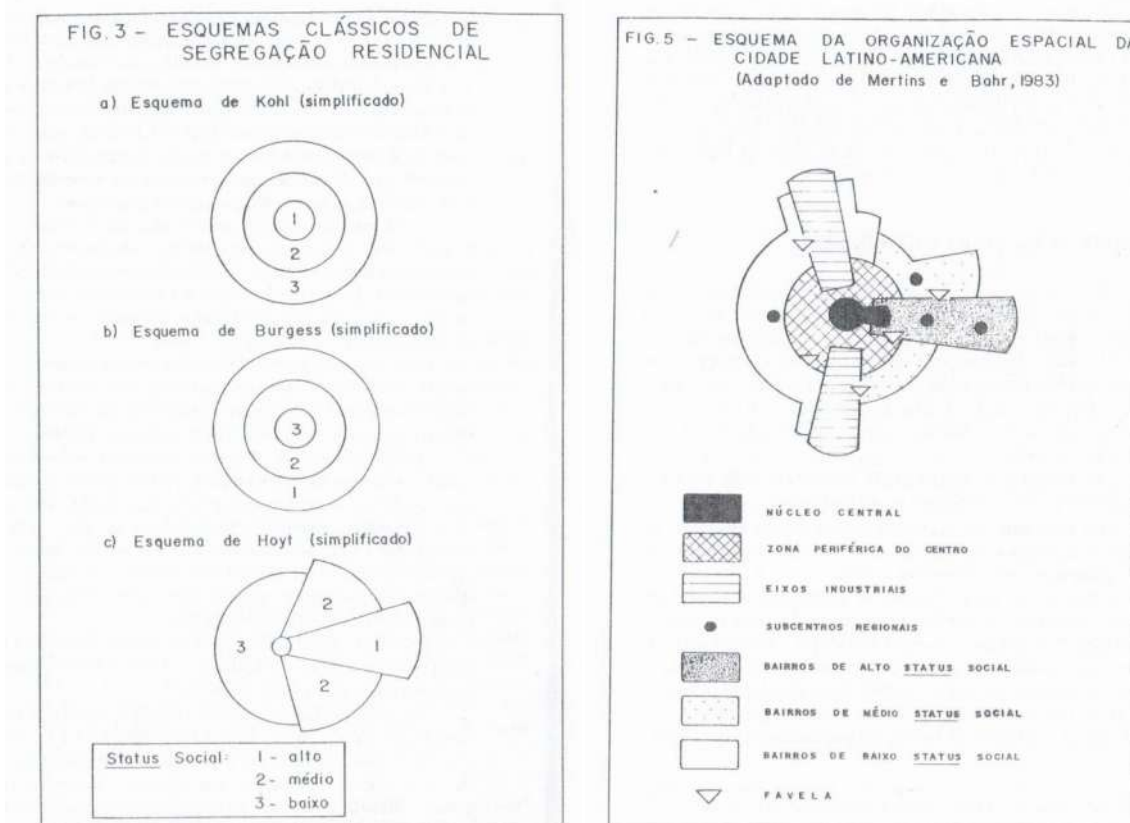 FIG. 3 - ESQUEMAS CLÁSSICOS DE
SEGREGAÇÃO RESIDENCIAL
a) Esquema de Kohl (simplificado)
1
2
3
b) Esquema de Burgess (simplificado)
3
2
1
c) Esquema de Hoyt (simplificado)
2
3
1
2
Status Social: 1 - alto
2 - médio
3 - baixo
FIG. 5 - ESQUEMA DA ORGANIZAÇÃO ESPACIAL DA
CIDADE LATINO-AMERICANA
(Adaptado de Mertins e Bahr, 1983)
NÚCLEO CENTRAL
ZONA PERIFÉRICA DO CENTRO
EIXOS INDUSTRIAIS
SUBCENTROS REGIONAIS
BAIRROS DE ALTO STATUS SOCIAL
BAIRROS DE MÉDIO STATUS SOCIAL
BAIRROS DE BAIXO STATUS SOCIAL
FAVELA